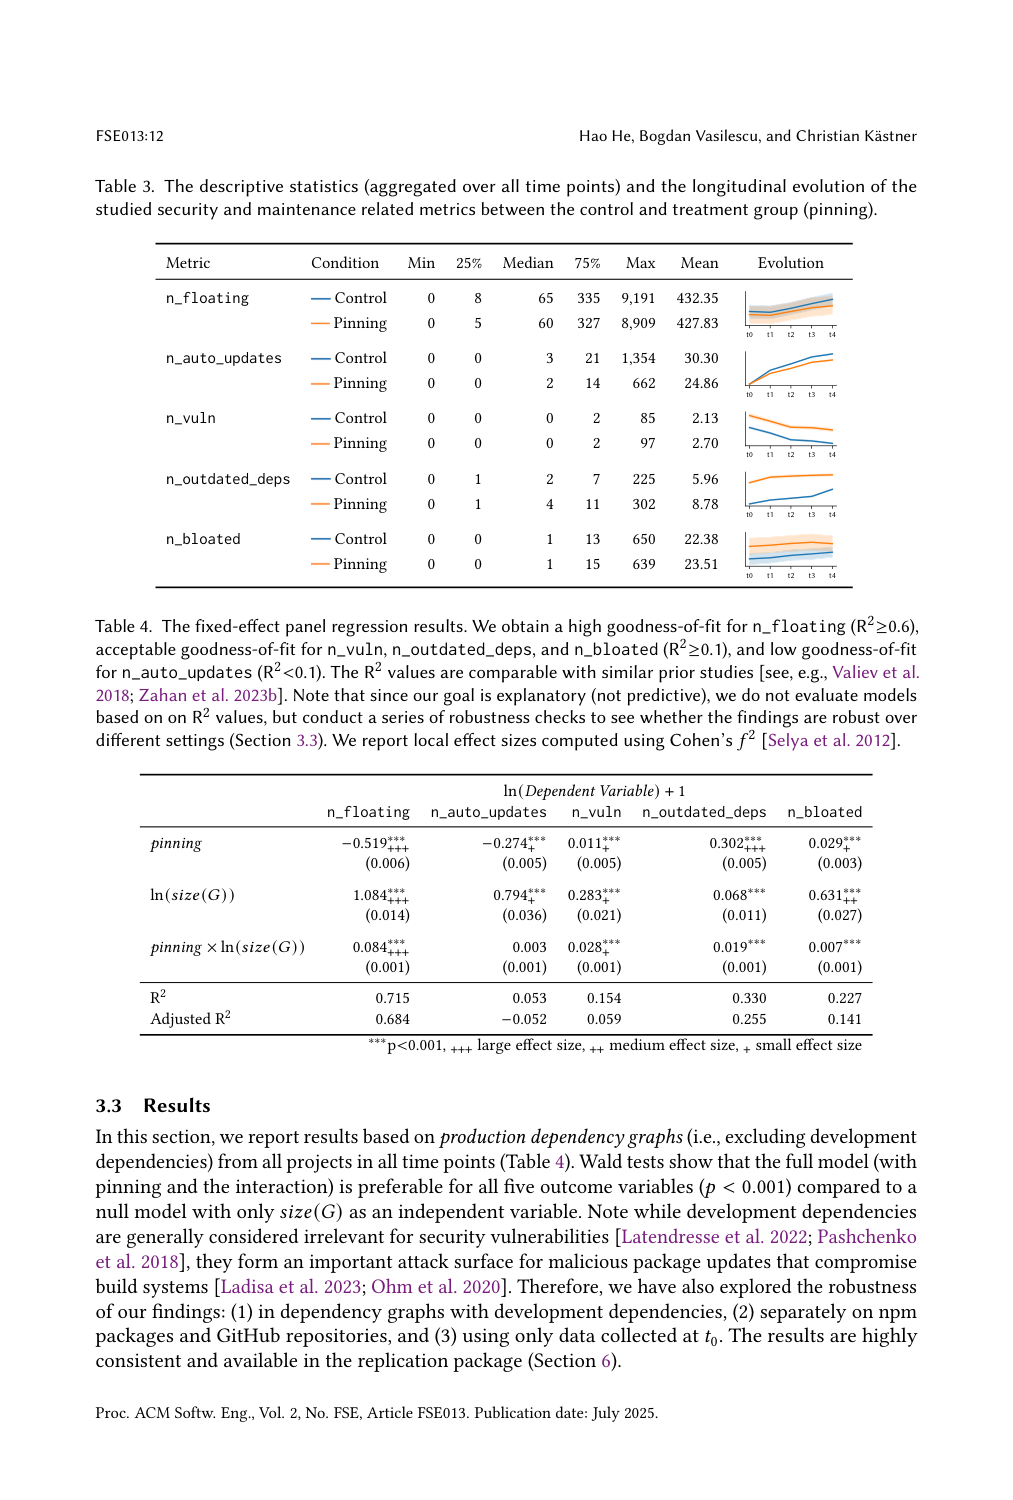 FSE013:12 Hao He, Bogdan Vasilescu, and Christian Kästner
Table 3. The descriptive statistics (aggregated over all time points) and the longitudinal evolution of the
studied security and maintenance related metrics between the control and treatment group (pinning).
Metric Condition Min 25% Median 75% Max Mean Evolution
n_floating Control 0 8 65 335 9,191 432.35
Pinning 0 5 60 327 8,909 427.83
t0 t1 t2 t3 t4
n_auto_updates Control 0 0 3 21 1,354 30.30
Pinning 0 0 2 14 662 24.86
t0 t1 t2 t3 t4
n_vuln Control 0 0 0 2 85 2.13
Pinning 0 0 0 2 97 2.70
t0 t1 t2 t3 t4
n_outdated_deps Control 0 1 2 7 225 5.96
Pinning 0 1 4 11 302 8.78
t0 t1 t2 t3 t4
n_bloated Control 0 0 1 13 650 22.38
Pinning 0 0 1 15 639 23.51
t0 t1 t2 t3 t4
Table 4. The fixed-effect panel regression results. We obtain a high goodness-of-fit for n_floating (R²≥0.6),
acceptable goodness-of-fit for n_vuln, n_outdated_deps, and n_bloated (R²≥0.1), and low goodness-of-fit
for n_auto_updates (R²<0.1). The R² values are comparable with similar prior studies [see, e.g., Valiev et al.
2018; Zahan et al. 2023b]. Note that since our goal is explanatory (not predictive), we do not evaluate models
based on on R² values, but conduct a series of robustness checks to see whether the findings are robust over
different settings (Section 3.3). We report local effect sizes computed using Cohen's f² [Selya et al. 2012].
ln(Dependent Variable) + 1
n_floating n_auto_updates n_vuln n_outdated_deps n_bloated
pinning −0.519***+++ −0.274***+ 0.011***+ 0.302***+++ 0.029***+
(0.006) (0.005) (0.005) (0.005) (0.003)
ln(size(G)) 1.084***+++ 0.794***+ 0.283***+ 0.068*** 0.631***++
(0.014) (0.036) (0.021) (0.011) (0.027)
pinning × ln(size(G)) 0.084***+++ 0.003 0.028***+ 0.019*** 0.007***
(0.001) (0.001) (0.001) (0.001) (0.001)
R² 0.715 0.053 0.154 0.330 0.227
Adjusted R² 0.684 −0.052 0.059 0.255 0.141
***p<0.001, +++ large effect size, ++ medium effect size, + small effect size
3.3 Results
In this section, we report results based on production dependency graphs (i.e., excluding development
dependencies) from all projects in all time points (Table 4). Wald tests show that the full model (with
pinning and the interaction) is preferable for all five outcome variables (p < 0.001) compared to a
null model with only size(G) as an independent variable. Note while development dependencies
are generally considered irrelevant for security vulnerabilities [Latendresse et al. 2022; Pashchenko
et al. 2018], they form an important attack surface for malicious package updates that compromise
build systems [Ladisa et al. 2023; Ohm et al. 2020]. Therefore, we have also explored the robustness
of our findings: (1) in dependency graphs with development dependencies, (2) separately on npm
packages and GitHub repositories, and (3) using only data collected at t₀. The results are highly
consistent and available in the replication package (Section 6).
Proc. ACM Softw. Eng., Vol. 2, No. FSE, Article FSE013. Publication date: July 2025.